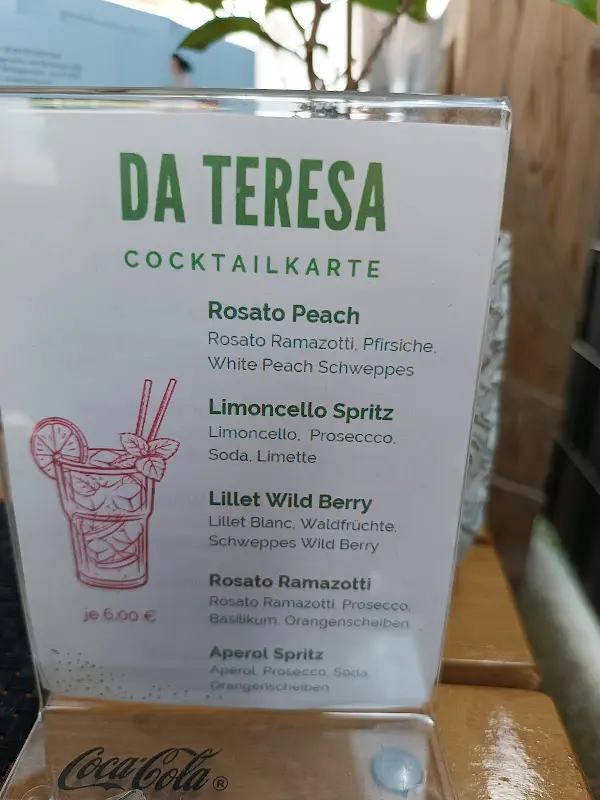 DA TERESA
COCKTAILKARTE
Rosato Peach
Rosato Ramazotti, Pfirsiche,
White Peach Schweppes
Limoncello Spritz
Limoncello, Proseccco,
Soda, Limette
Lillet Wild Berry
Lillet Blanc, Waldfrüchte,
Schweppes Wild Berry
Rosato Ramazotti
Rosato Ramazotti, Prosecco,
Basilikum, Orangenscheiben
je 6,00 €
Aperol Spritz
Aperol, Prosecco, Soda,
Orangenscheiben
Coca-Cola®